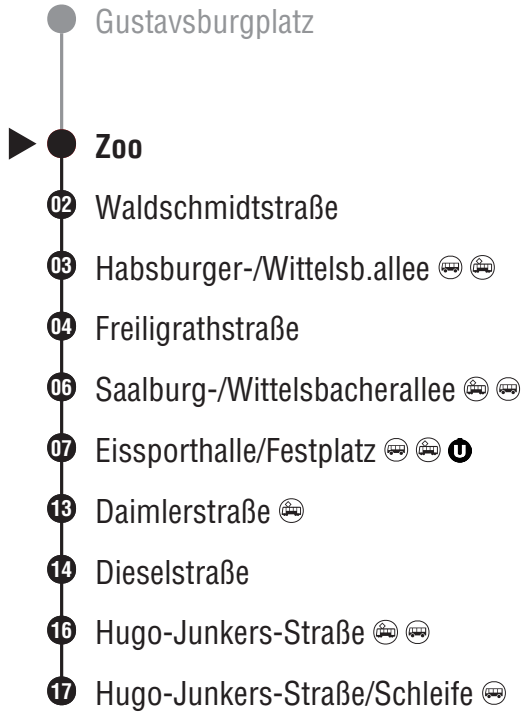 Gustavsburgplatz
Zoo
02 Waldschmidtstraße
03 Habsburger-/Wittelsb.allee
04 Freiligrathstraße
06 Saalburg-/Wittelsbacherallee
07 Eissporthalle/Festplatz U
13 Daimlerstraße
14 Dieselstraße
16 Hugo-Junkers-Straße
17 Hugo-Junkers-Straße/Schleife